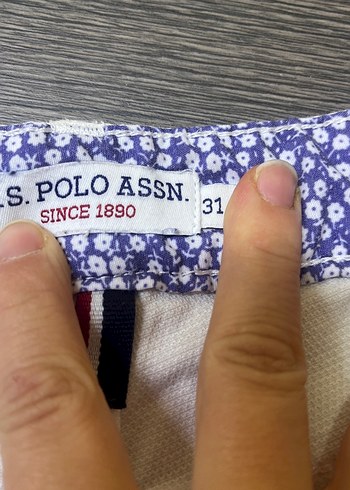 .S. POLO ASSN.
SINCE 1890
31